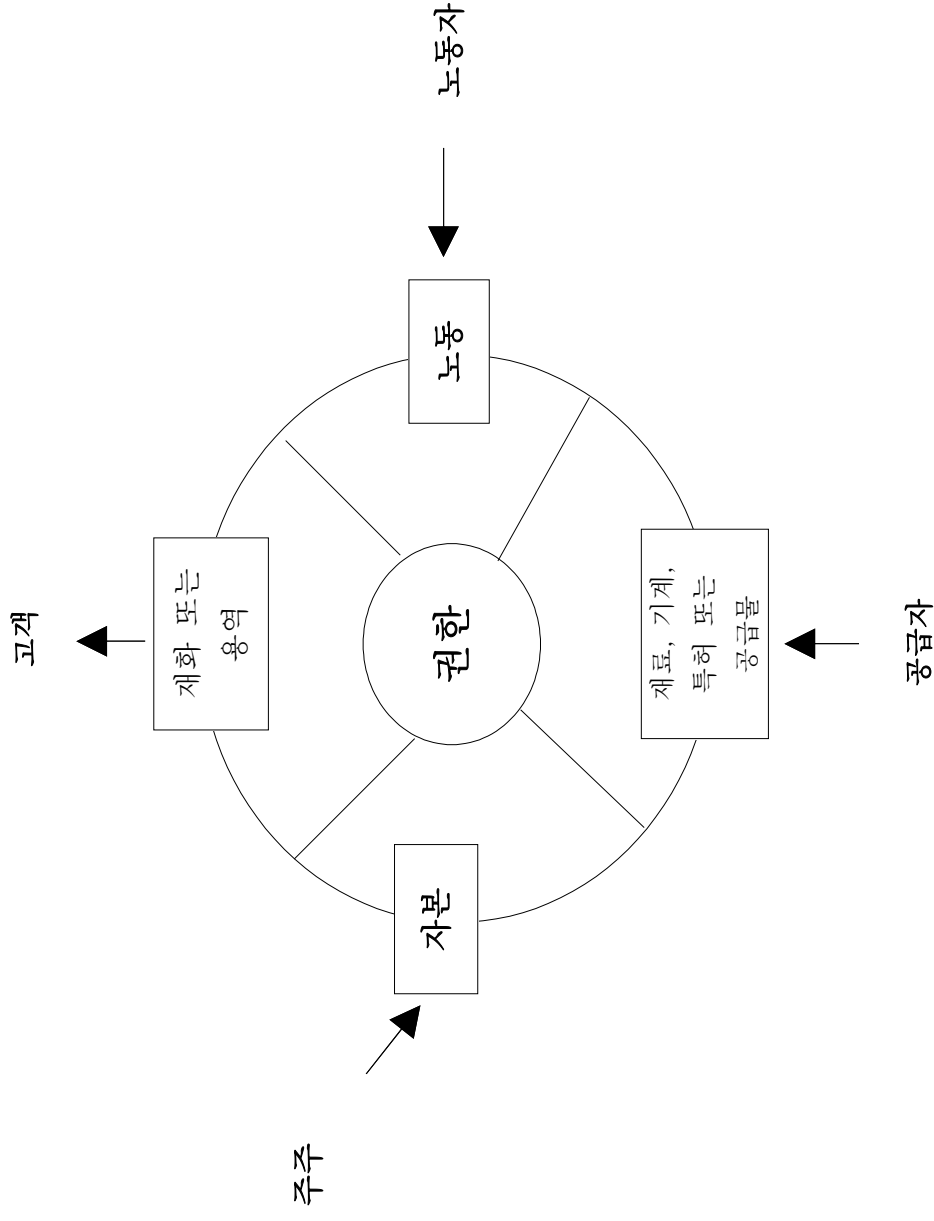 고객
재화 또는
용역
주주
자본
권한
노동
노동자
재료, 기계,
특허 또는
공급물
공급자